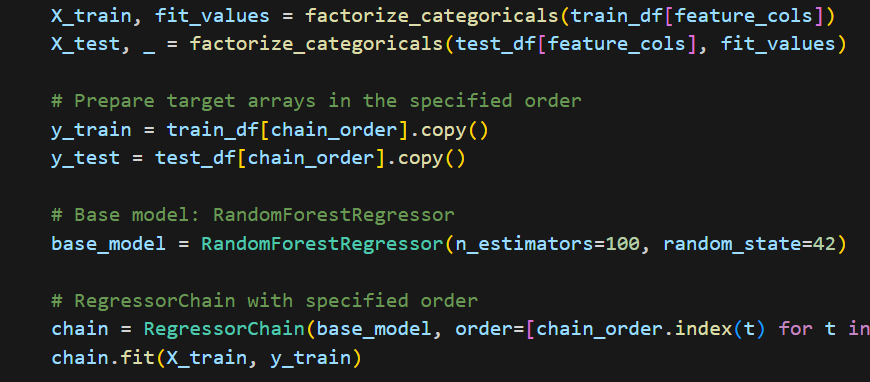 X_train, fit_values = factorize_categoricals(train_df[feature_cols])
X_test, _ = factorize_categoricals(test_df[feature_cols], fit_values)
# Prepare target arrays in the specified order
y_train = train_df[chain_order].copy()
y_test = test_df[chain_order].copy()
# Base model: RandomForestRegressor
base_model = RandomForestRegressor(n_estimators=100, random_state=42)
# RegressorChain with specified order
chain = RegressorChain(base_model, order=[chain_order.index(t) for t in
chain.fit(X_train, y_train)